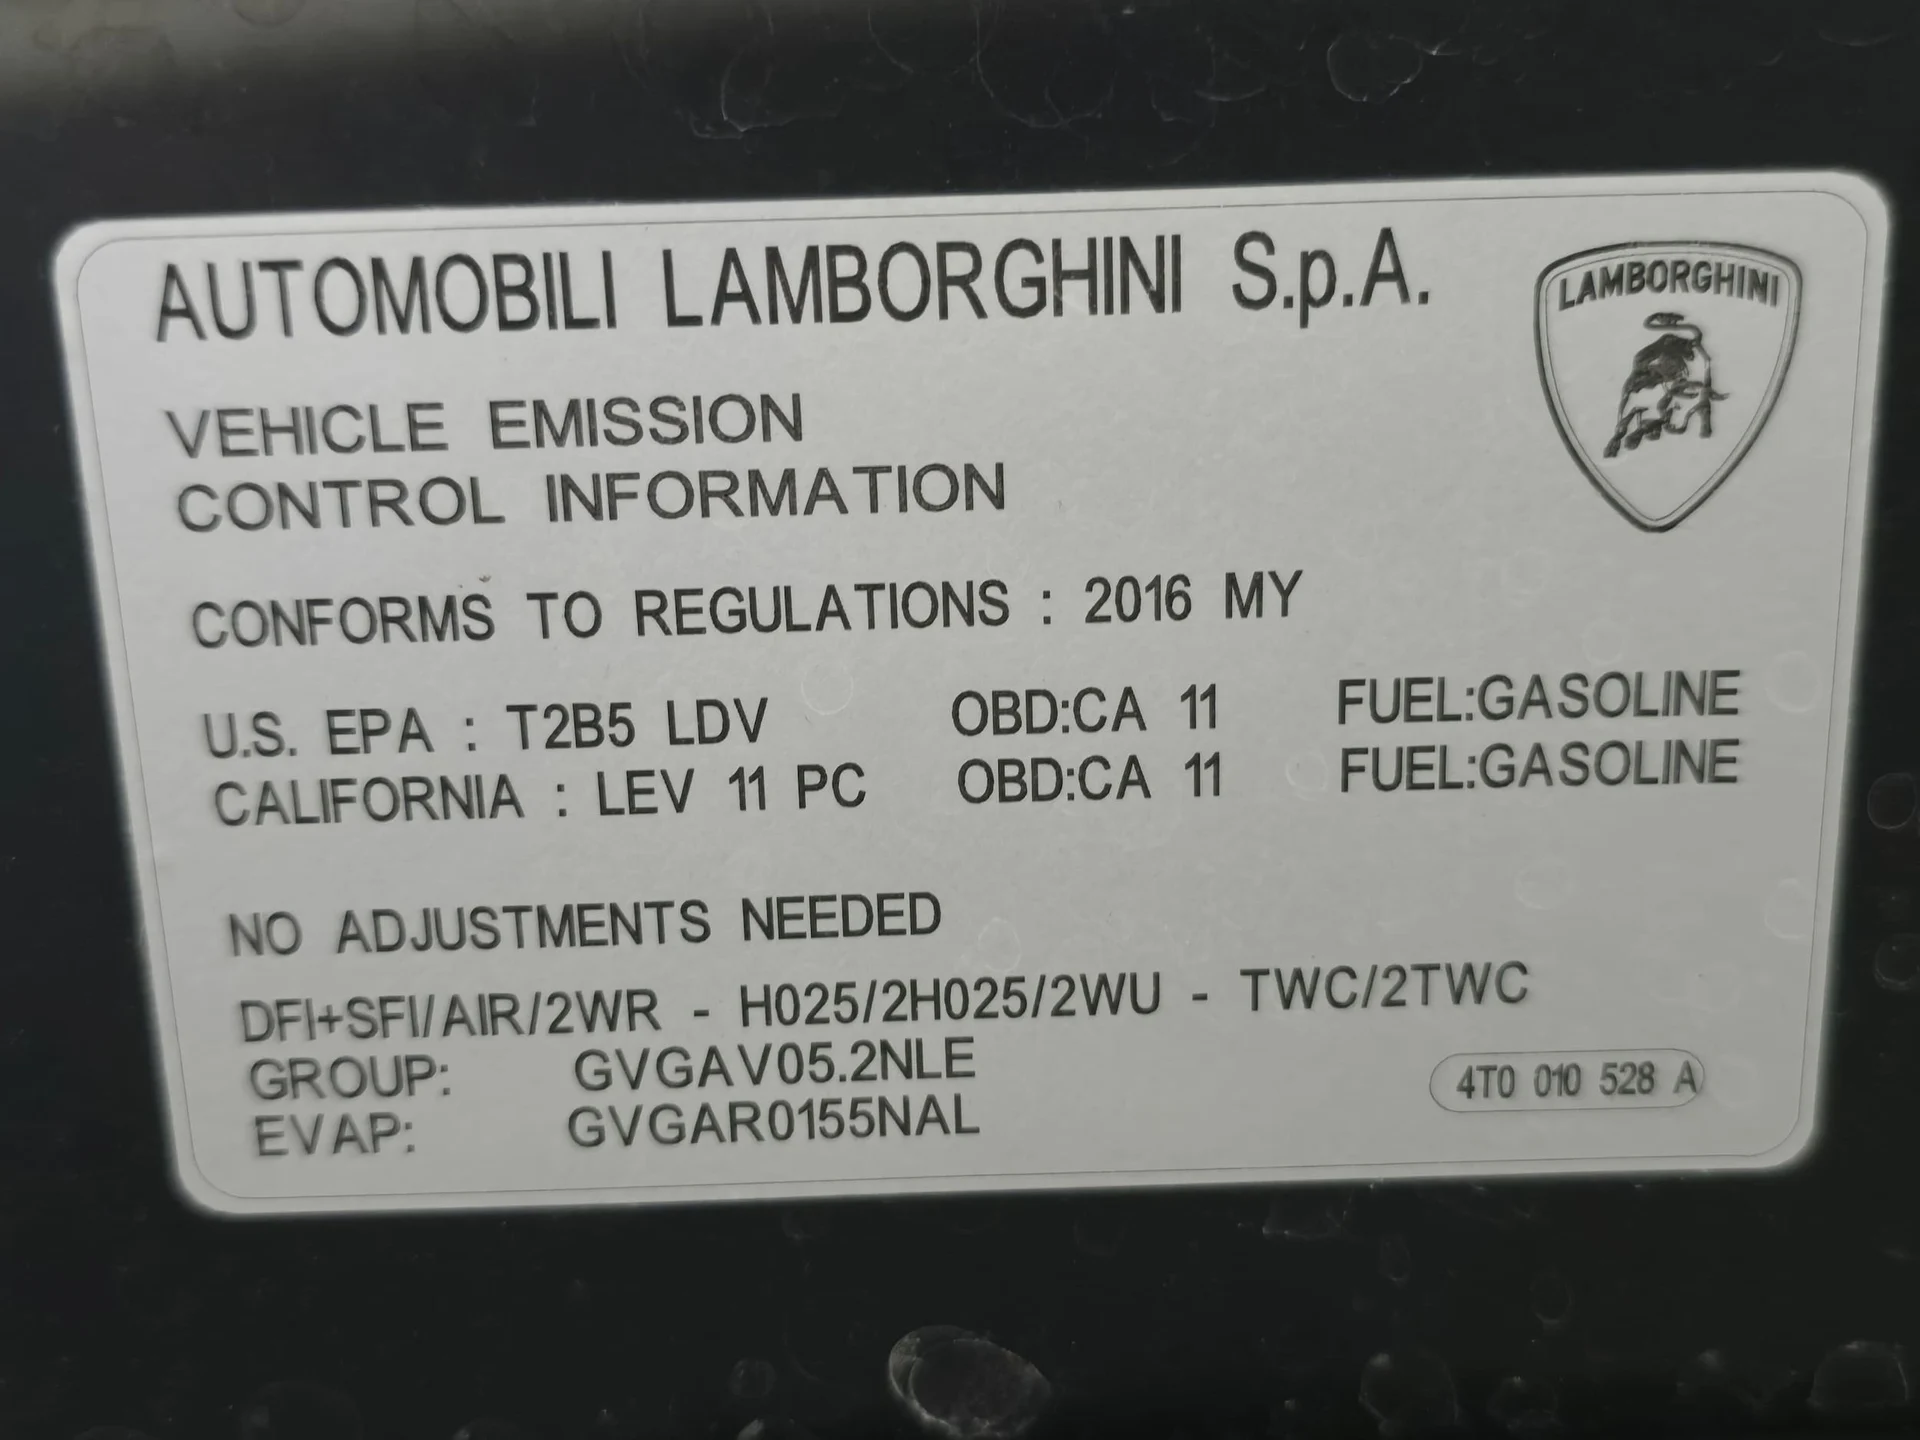 AUTOMOBILI LAMBORGHINI S.p.A.
LAMBORGHINI
VEHICLE EMISSION
CONTROL INFORMATION
CONFORMS TO REGULATIONS : 2016 MY
U.S. EPA : T2B5 LDV OBD:CA 11 FUEL:GASOLINE
CALIFORNIA : LEV 11 PC OBD:CA 11 FUEL:GASOLINE
NO ADJUSTMENTS NEEDED
DFI+SFI/AIR/2WR - HO25/2HO25/2WU - TWC/2TWC
GROUP: GVGAV05.2NLE
EVAP: GVGAR0155NAL
4T0 010 528 A